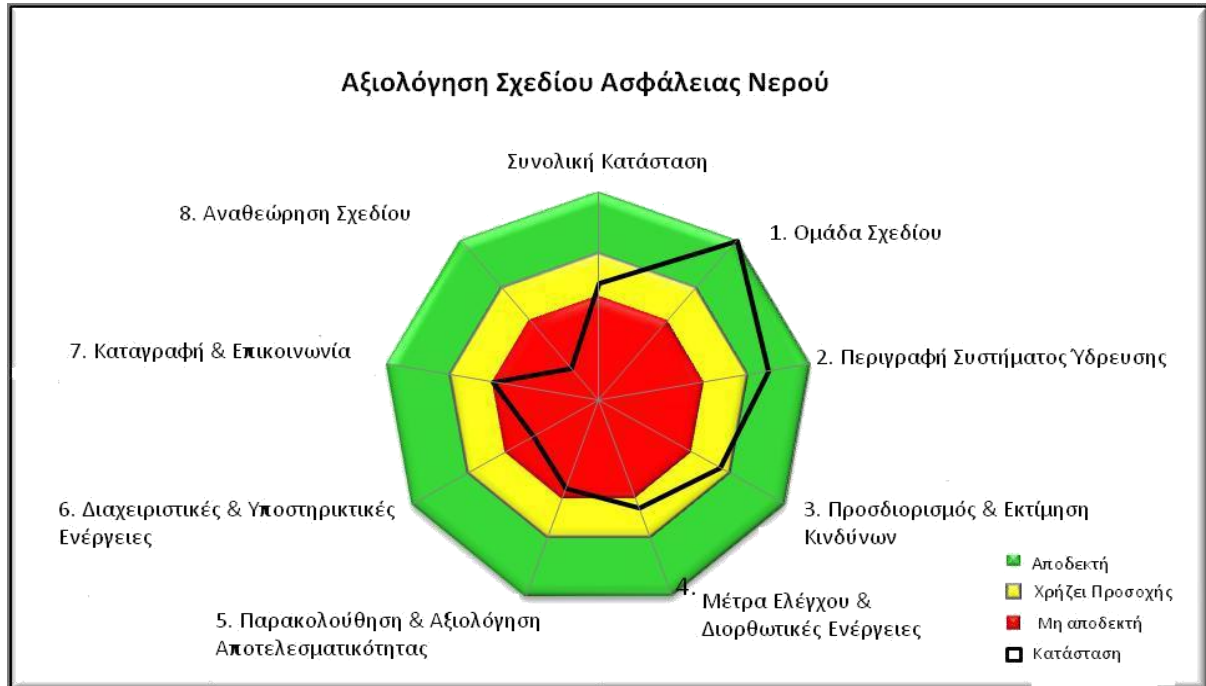 Αξιολόγηση Σχεδίου Ασφάλειας Νερού
Συνολική Κατάσταση
1. Ομάδα Σχεδίου
2. Περιγραφή Συστήματος Ύδρευσης
3. Προσδιορισμός & Εκτίμηση
Κινδύνων
4.
Μέτρα Ελέγχου &
Διορθωτικές Ενέργειες
5. Παρακολούθηση & Αξιολόγηση
Αποτελεσματικότητας
6. Διαχειριστικές & Υποστηρικτικές
Ενέργειες
7. Καταγραφή & Επικοινωνία
8. Αναθεώρηση Σχεδίου
Αποδεκτή
Χρήζει Προσοχής
Μη αποδεκτή
Κατάσταση